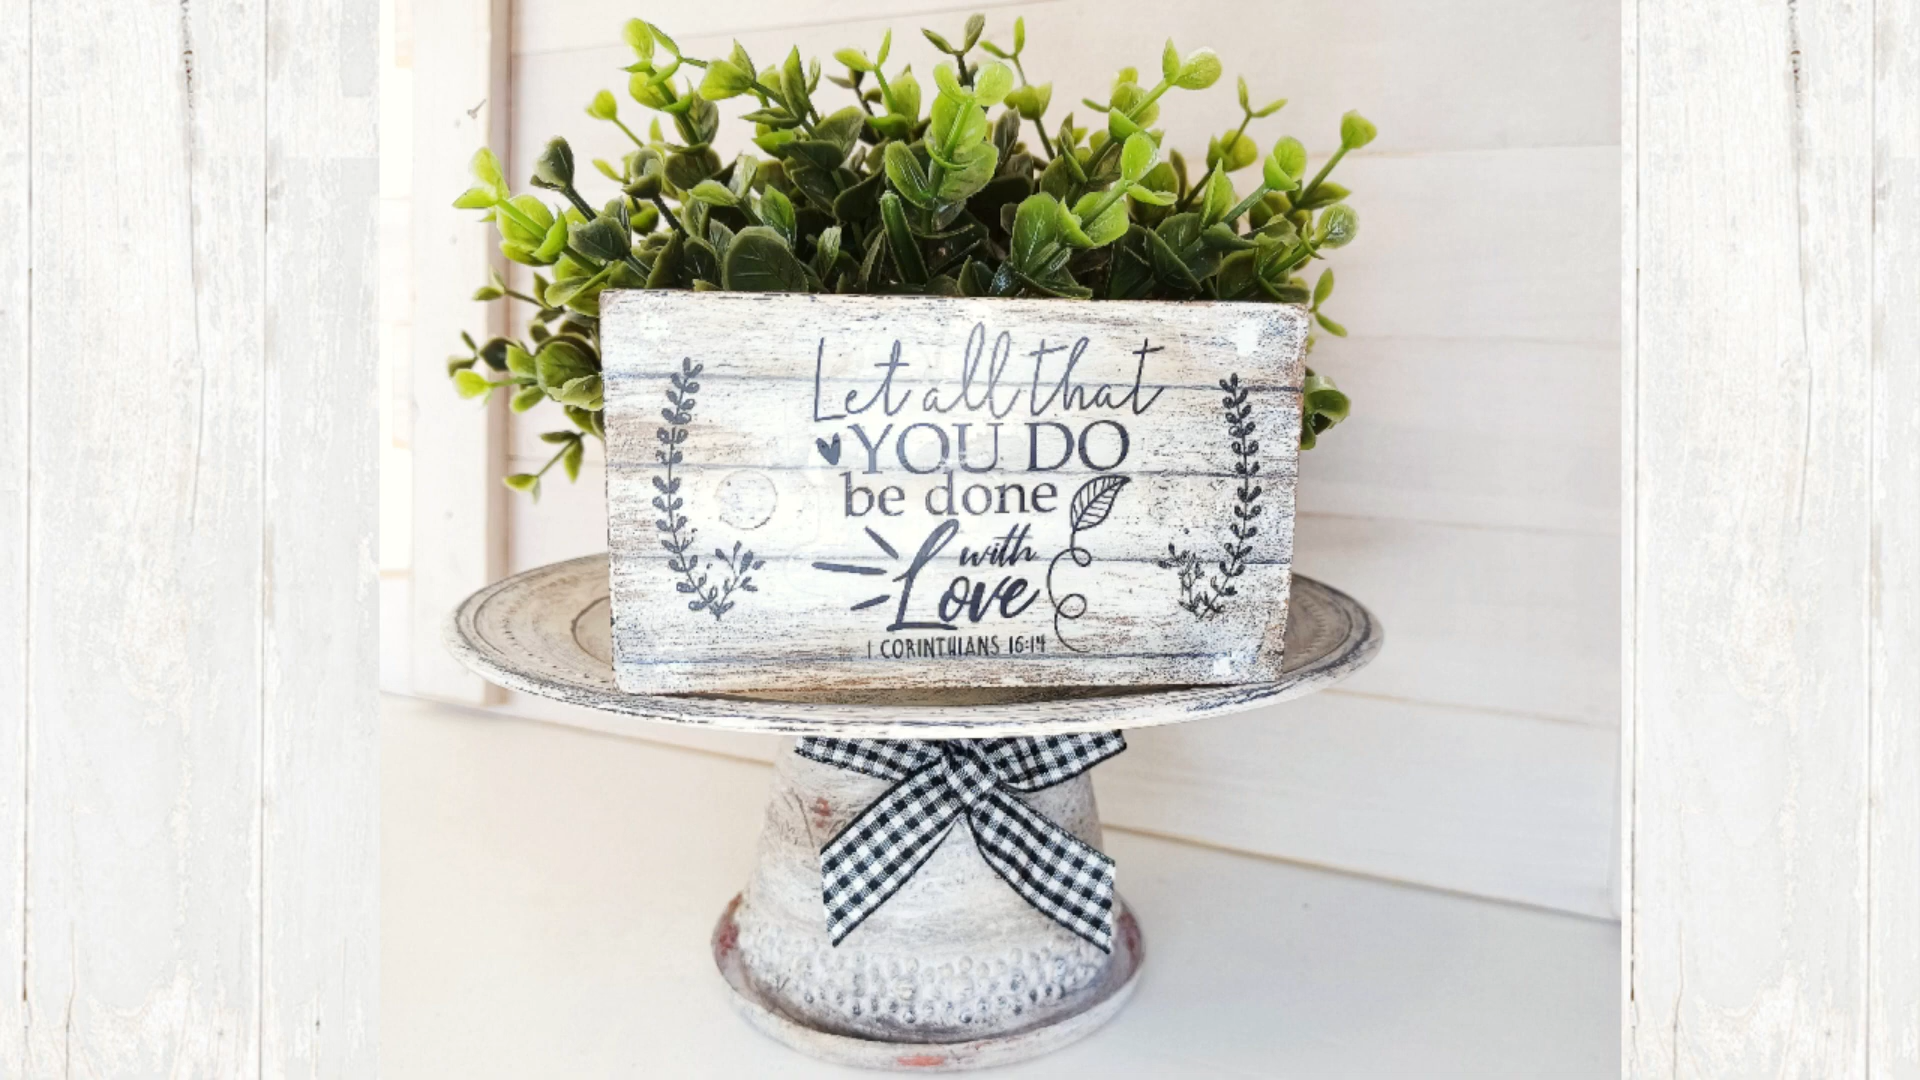 Let all that
YOU DO
be done
with
Love
1 CORINTHIANS 16:14